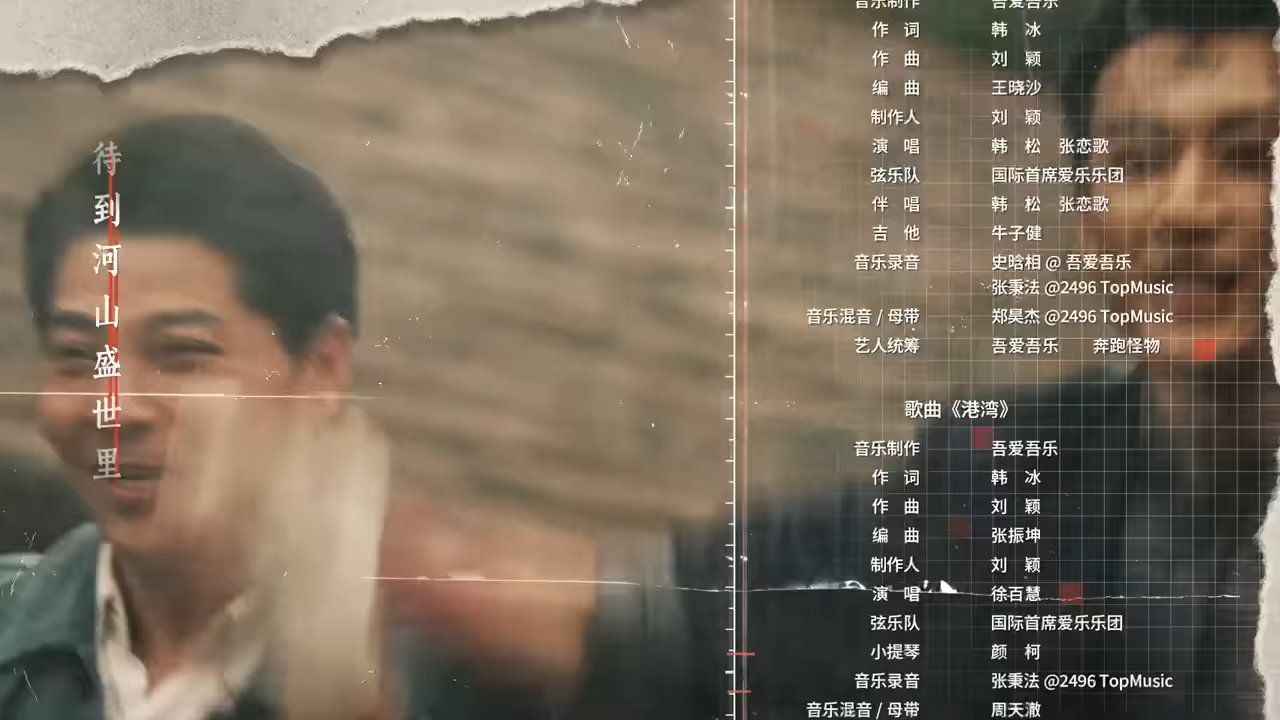 待到河山盛世里
音乐制作 吾爱吾乐
作 词 韩 冰
作 曲 刘 颖
编 曲 王晓沙
制作人 刘 颖
演 唱 韩 松 张恋歌
弦乐队 国际首席爱乐乐团
伴 唱 韩 松 张恋歌
吉 他 牛子健
音乐录音 史晗相 @ 吾爱吾乐
张秉法 @2496 TopMusic
音乐混音 / 母带 郑昊杰 @2496 TopMusic
艺人统筹 吾爱吾乐 奔跑怪物
歌曲《港湾》
音乐制作 吾爱吾乐
作 词 韩 冰
作 曲 刘 颖
编 曲 张振坤
制作人 刘 颖
演 唱 徐百慧
弦乐队 国际首席爱乐乐团
小提琴 颜 柯
音乐录音 张秉法 @2496 TopMusic
音乐混音 / 母带 周天澈